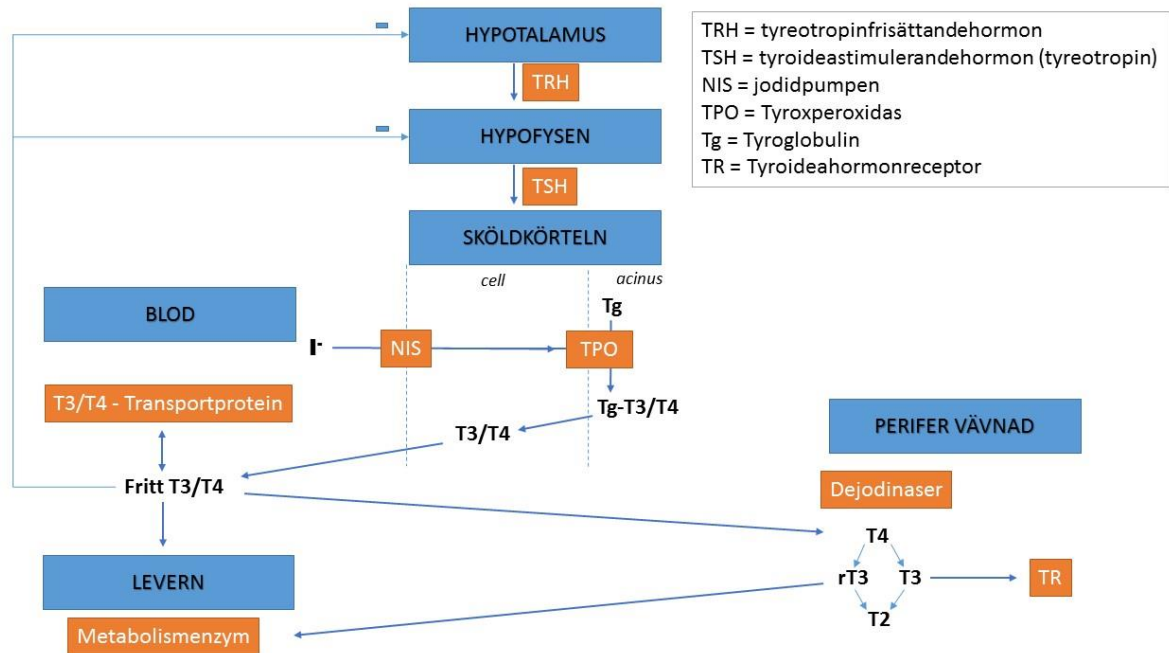 HYPOTALAMUS
TRH
HYPOFYSEN
TSH
SKÖLDKÖRTELN
TRH = tyreotropinfrisättandehormon
TSH = tyroideastimulerandehormon (tyreotropin)
NIS = jodidpumpen
TPO = Tyroxperoxidas
Tg = Tyroglobulin
TR = Tyroideahormonreceptor
cell
acinus
BLOD
Tg
I-
NIS
TPO
T3/T4 - Transportprotein
Tg-T3/T4
T3/T4
PERIFER VÄVNAD
Fritt T3/T4
Dejodinaser
T4
LEVERN
rT3
T3
TR
T2
Metabolismenzym